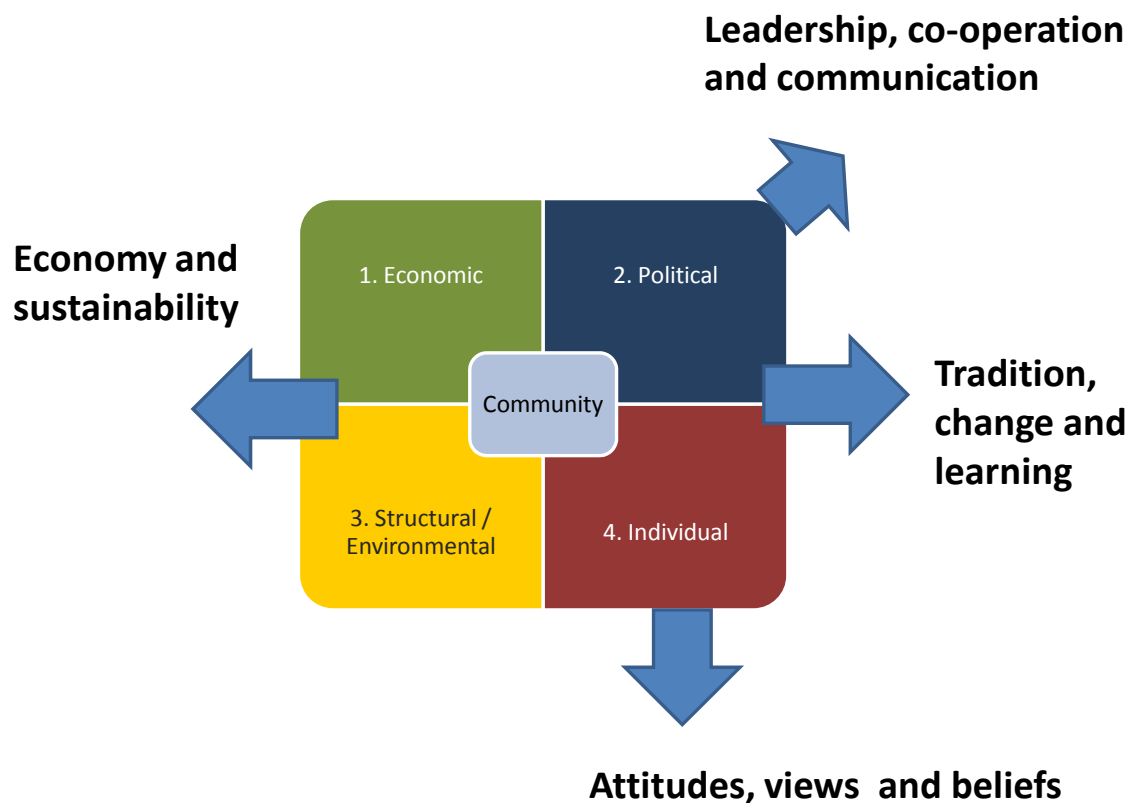 Leadership, co-operation
and communication
Economy and
sustainability
1. Economic
2. Political
Community
Tradition,
change and
learning
3. Structural /
Environmental
4. Individual
Attitudes, views  and beliefs